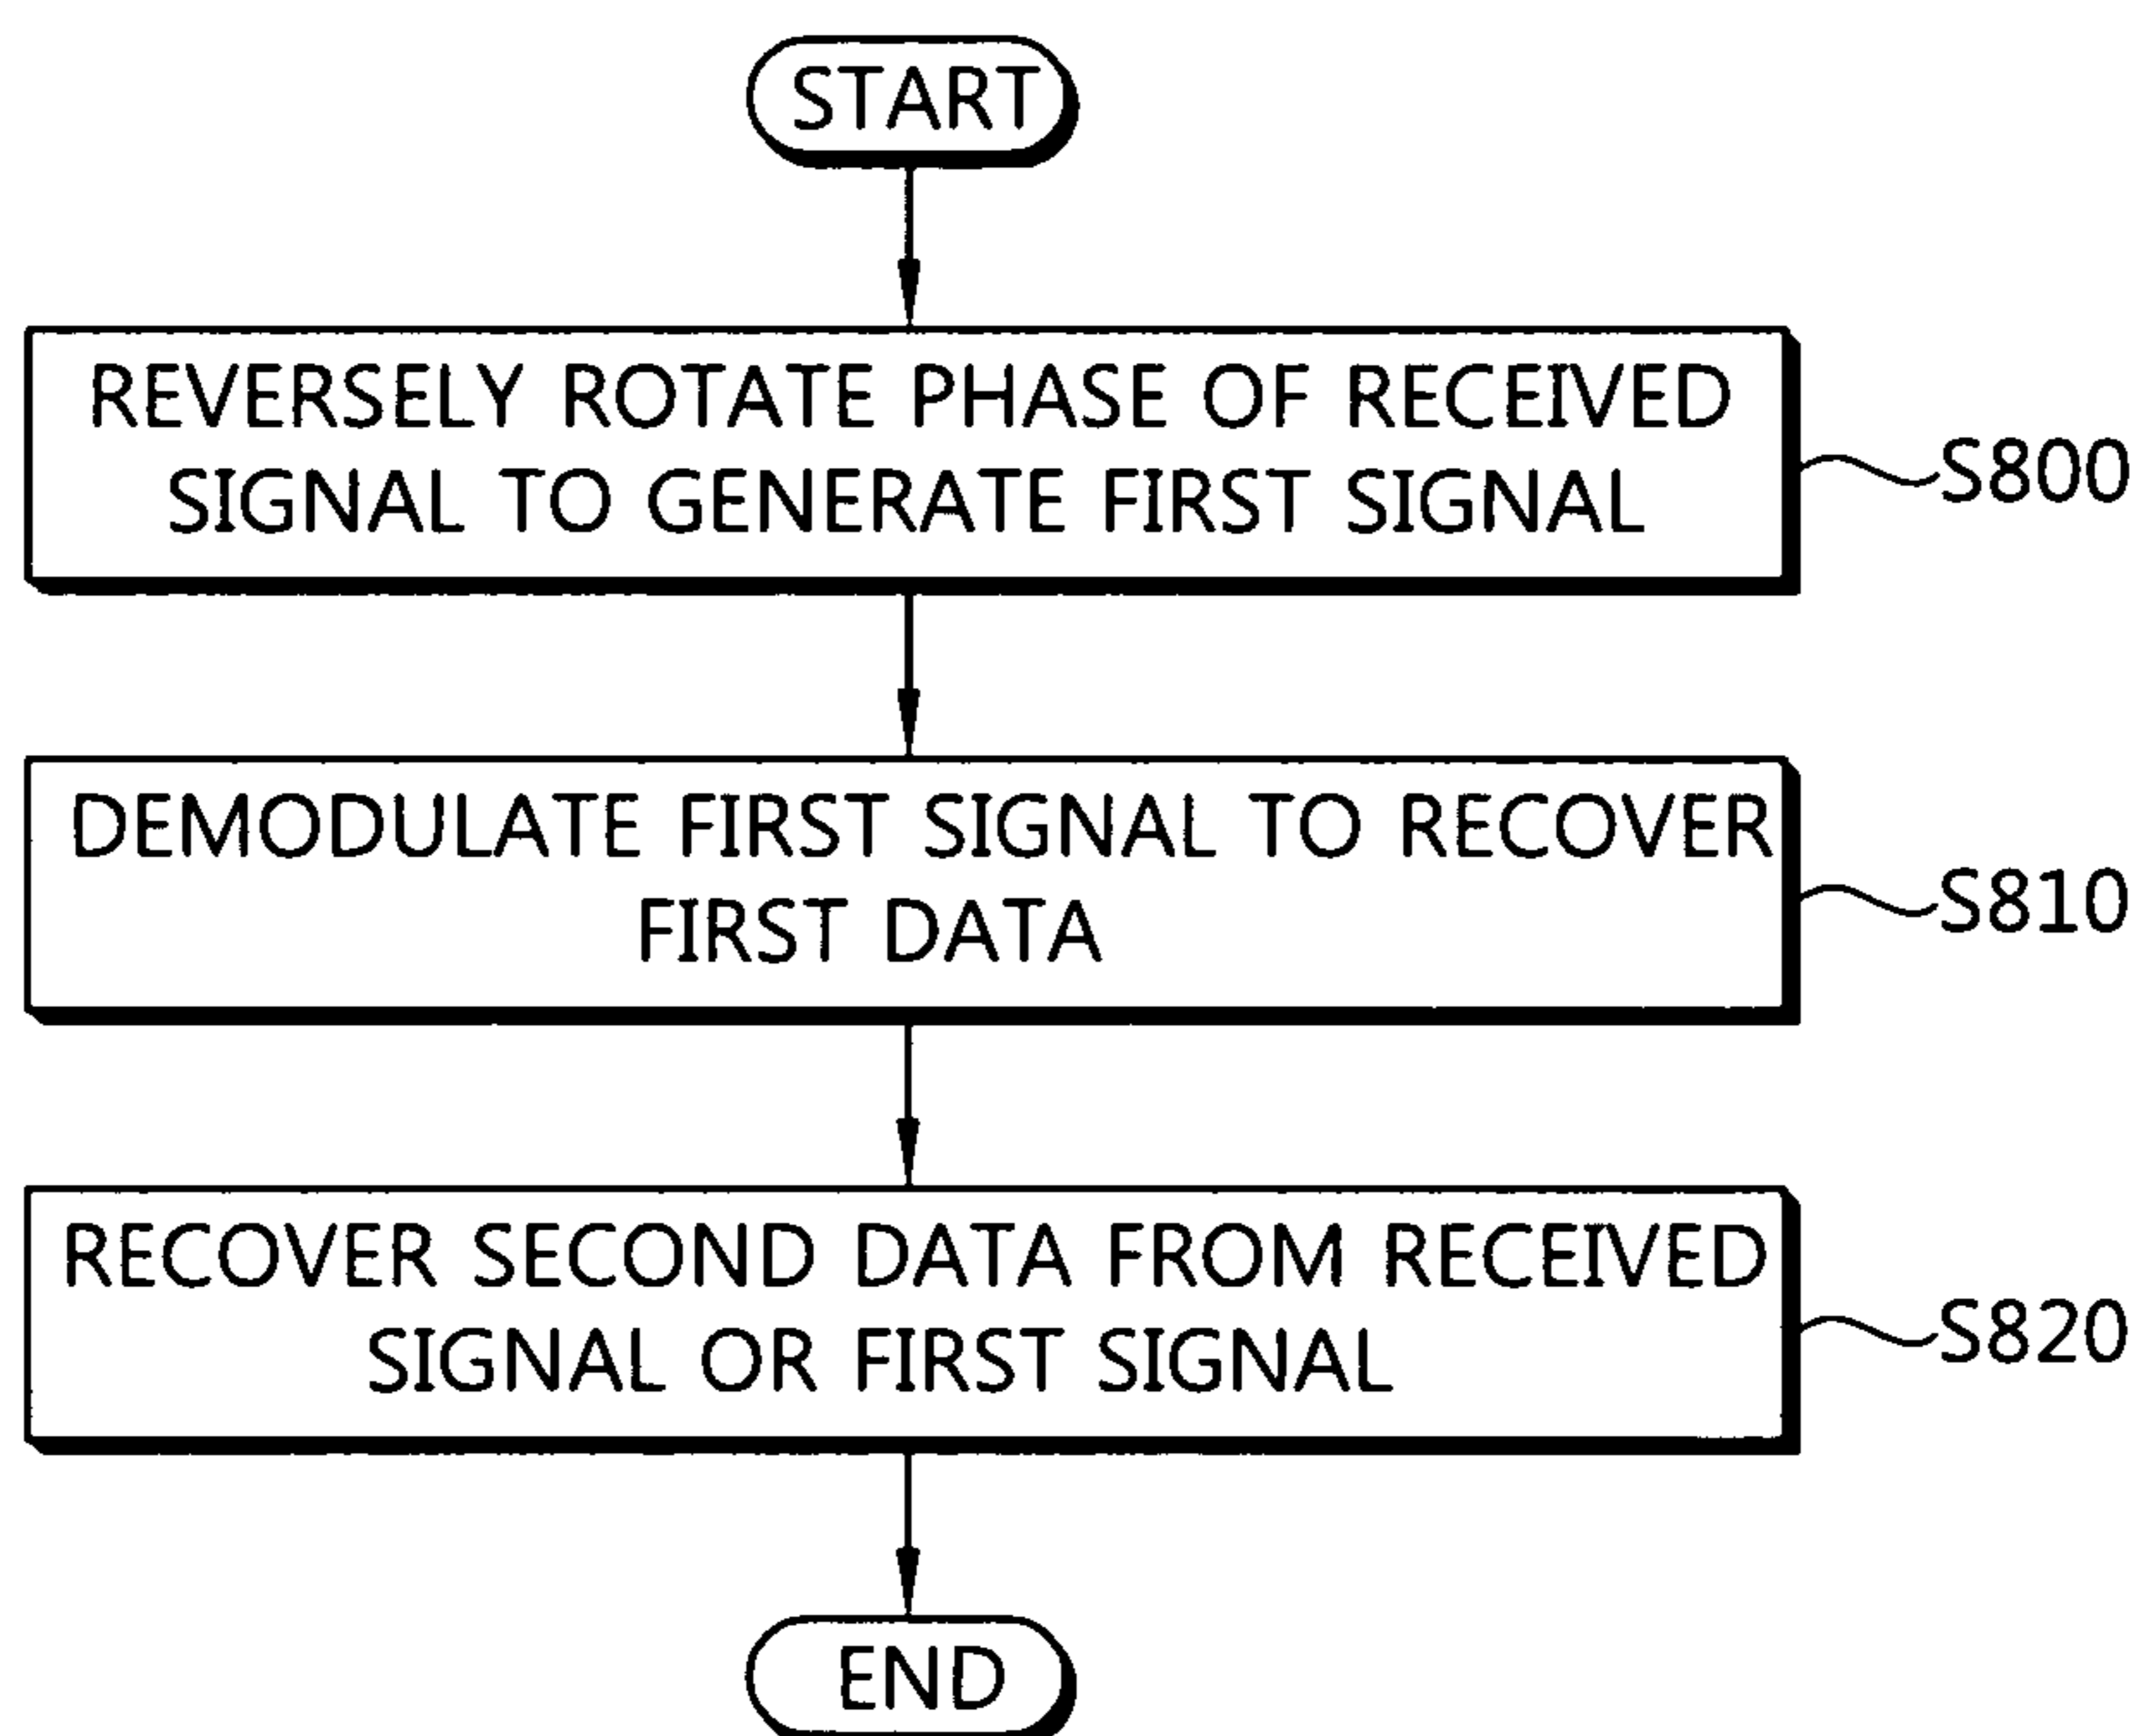 START
REVERSELY ROTATE PHASE OF RECEIVED
SIGNAL TO GENERATE FIRST SIGNAL
S800
DEMODULATE FIRST SIGNAL TO RECOVER
FIRST DATA
S810
RECOVER SECOND DATA FROM RECEIVED
SIGNAL OR FIRST SIGNAL
S820
END